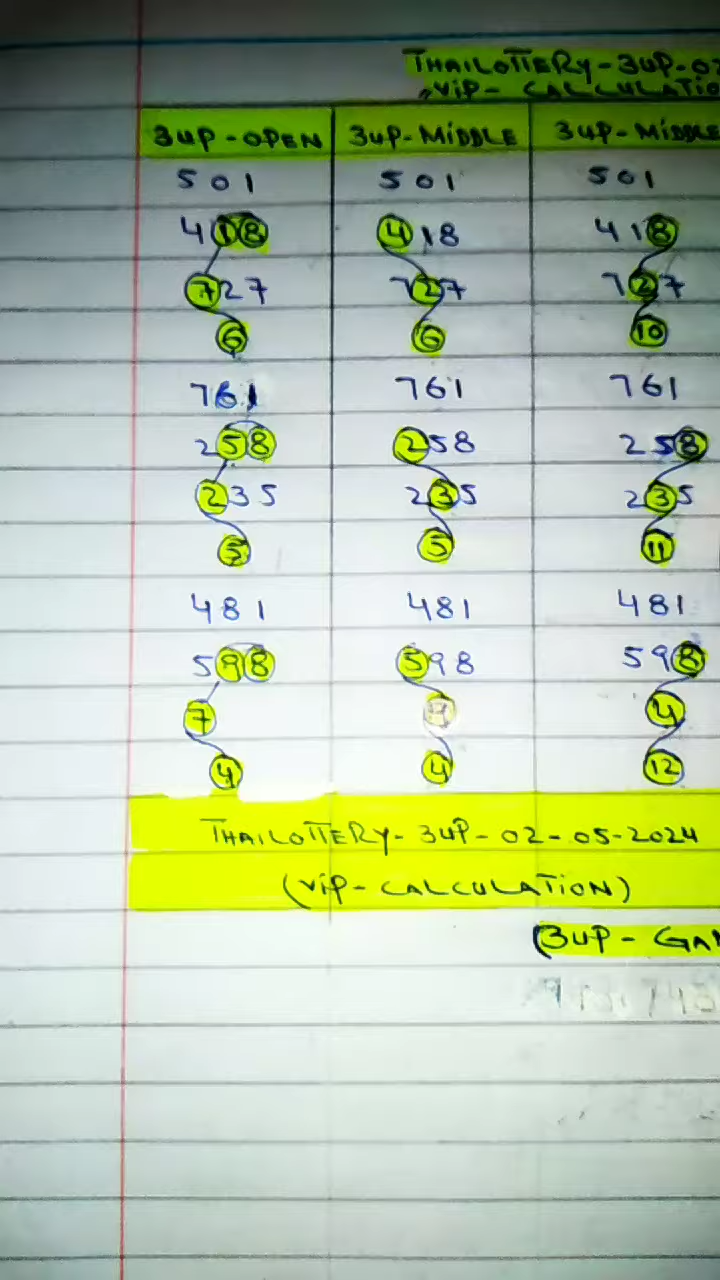 THAILOTTERY-3UP-02
VIP- CALCULATIO
3UP-OPEN 3UP-MIDDLE 3UP-MIDDLE
501 501 501
418 418 418
727 727 727
6 6 10
761 761 761
258 258 258
235 235 235
5 5 11
481 481 481
598 598 598
7 4 4
4 4 12
THAILOTTERY- 3UP-02-05-2024
(VIP-CALCULATION)
(3UP-GA